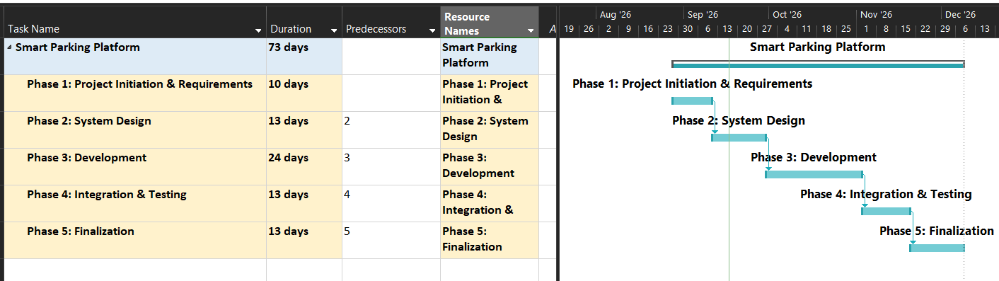 Task Name Duration Predecessors Resource Names A
Smart Parking Platform 73 days Smart Parking Platform
Phase 1: Project Initiation & Requirements 10 days Phase 1: Project Initiation &
Phase 2: System Design 13 days 2 Phase 2: System Design
Phase 3: Development 24 days 3 Phase 3: Development
Phase 4: Integration & Testing 13 days 4 Phase 4: Integration &
Phase 5: Finalization 13 days 5 Phase 5: Finalization
Aug '26 Sep '26 Oct '26 Nov '26 Dec '26
19 26 2 9 16 23 30 6 13 20 27 4 11 18 25 1 8 15 22 29 6 13
Smart Parking Platform
Phase 1: Project Initiation & Requirements
Phase 2: System Design
Phase 3: Development
Phase 4: Integration & Testing
Phase 5: Finalization